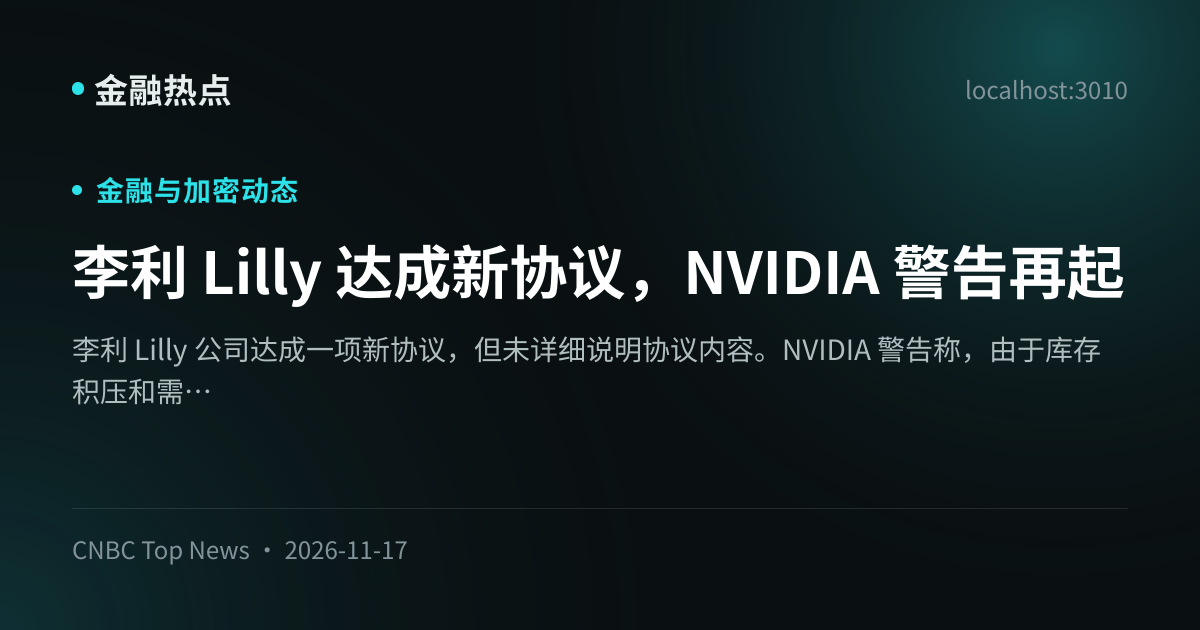 金融热点
localhost:3010
金融与加密动态
李利 Lilly 达成新协议，NVIDIA 警告再起
李利 Lilly 公司达成一项新协议，但未详细说明协议内容。NVIDIA 警告称，由于库存
积压和需…
CNBC Top News · 2026-11-17